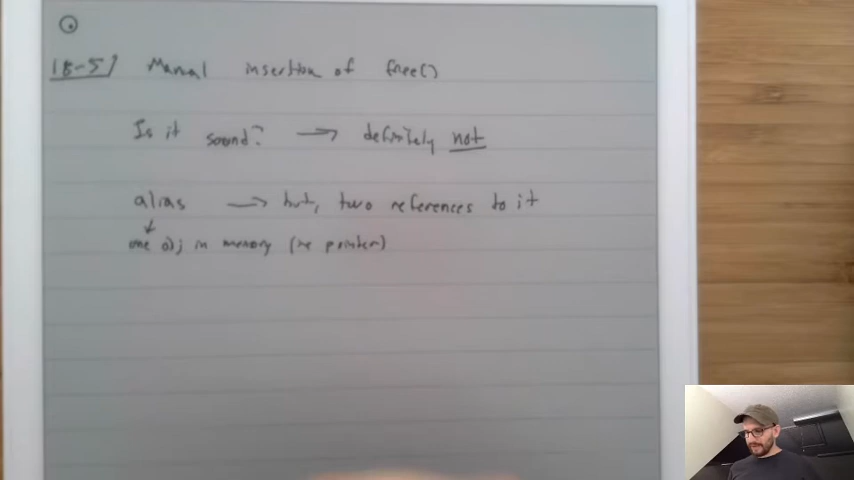 18-5) Manual insertion of free()
Is it sound? → definitely not
alias → but, two references to it
↓
one obj in memory (ie pointer)